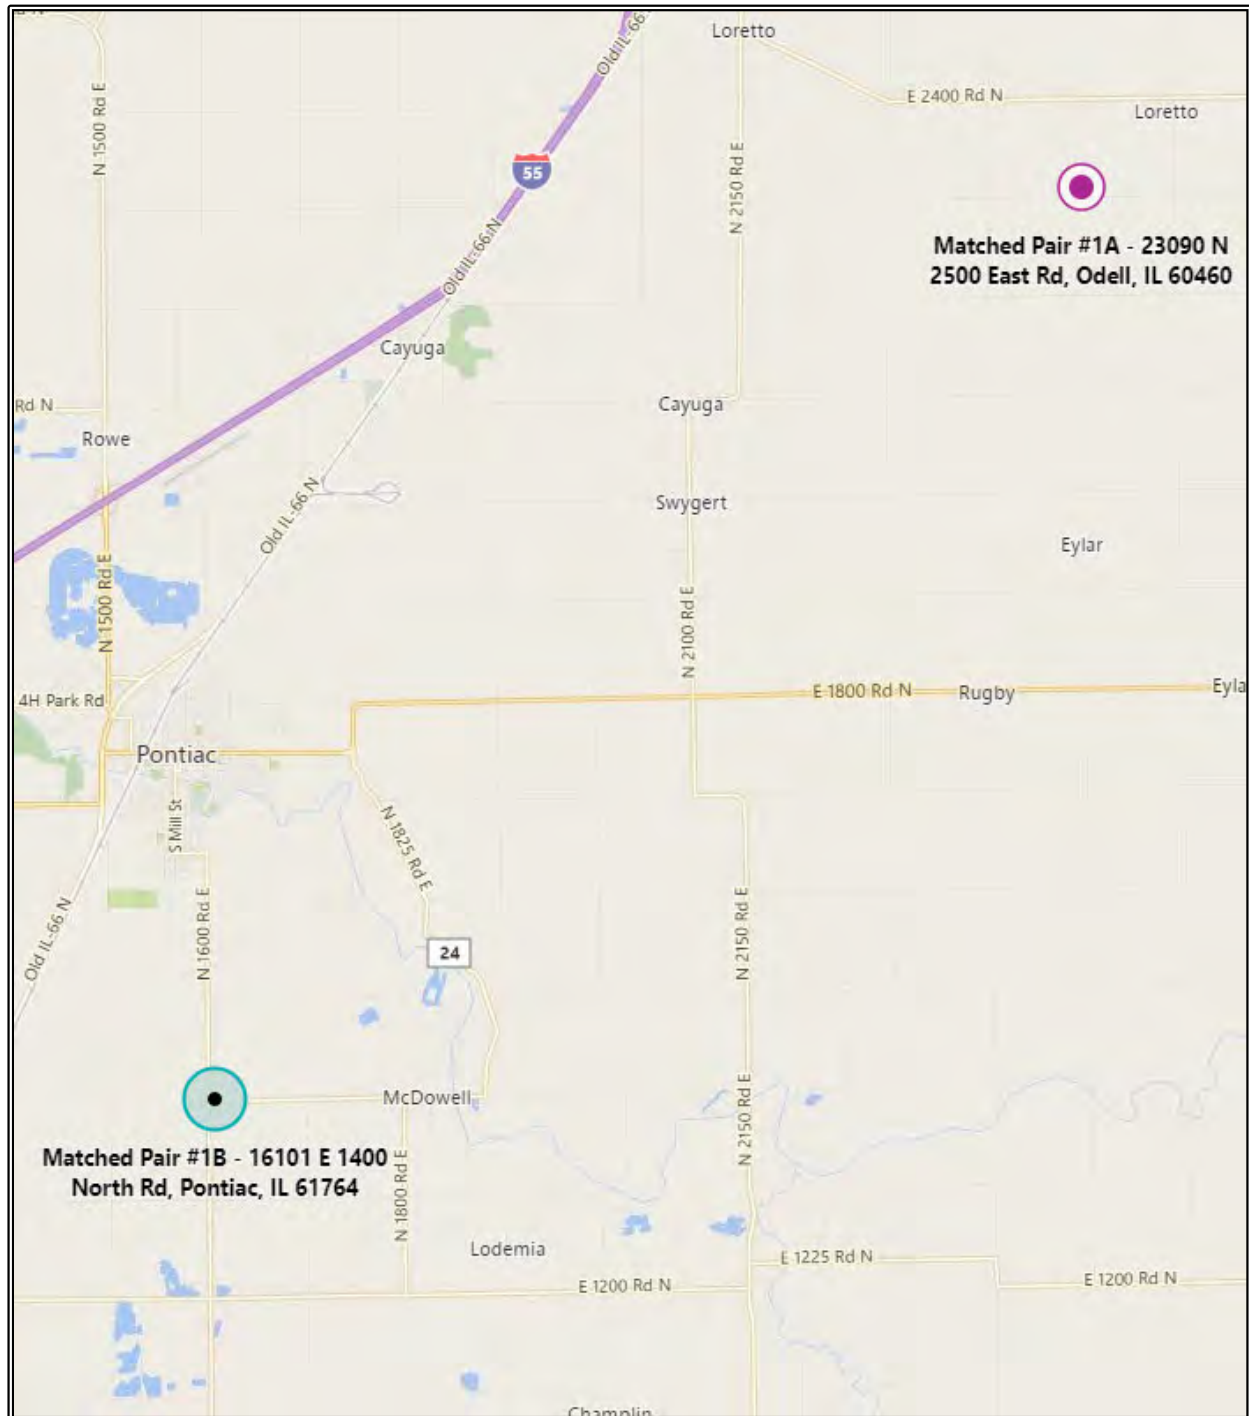 Loretto
Old IL-66
N 1500 Rd E
E 2400 Rd N
Loretto
55
N 2150 Rd E
Matched Pair #1A - 23090 N
2500 East Rd, Odell, IL 60460
Old IL-66 N
Cayuga
Rd N
Rowe
Cayuga
Old IL-66 N
Swygert
Eylar
N 1500 Rd E
N 2100 Rd E
4H Park Rd
E 1800 Rd N
Rugby
Eyla
Pontiac
S Mill St
N 1825 Rd E
N 1600 Rd E
Old IL-66 N
24
N 2150 Rd E
McDowell
N 2150 Rd E
Matched Pair #1B - 16101 E 1400
North Rd, Pontiac, IL 61764
N 1800 Rd E
Lodemia
E 1225 Rd N
E 1200 Rd N
E 1200 Rd N
Champlin